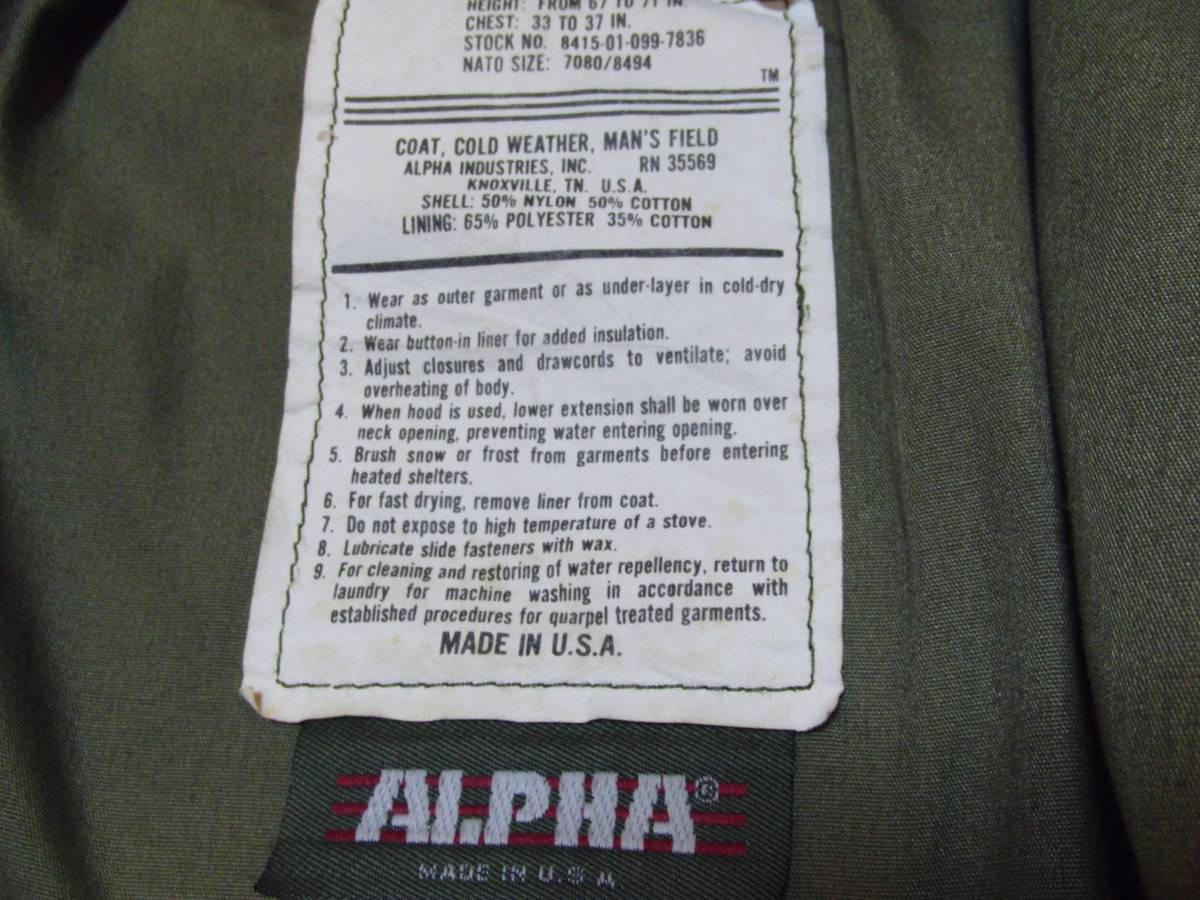 HEIGHT: FROM 67 TO 71 IN.
CHEST: 33 TO 37 IN.
STOCK NO. 8415-01-099-7836
NATO SIZE: 7080/8494
TM
COAT, COLD WEATHER, MAN'S FIELD
ALPHA INDUSTRIES, INC. RN 35569
KNOXVILLE, TN. U.S.A.
SHELL: 50% NYLON 50% COTTON
LINING: 65% POLYESTER 35% COTTON
1. Wear as outer garment or as under-layer in cold-dry
climate.
2. Wear button-in liner for added insulation.
3. Adjust closures and drawcords to ventilate; avoid
overheating of body.
4. When hood is used, lower extension shall be worn over
neck opening, preventing water entering opening.
5. Brush snow or frost from garments before entering
heated shelters.
6. For fast drying, remove liner from coat.
7. Do not expose to high temperature of a stove.
8. Lubricate slide fasteners with wax.
9. For cleaning and restoring of water repellency, return to
laundry for machine washing in accordance with
established procedures for quarpel treated garments.
MADE IN U.S.A.
ALPHA®
MADE IN U.S A